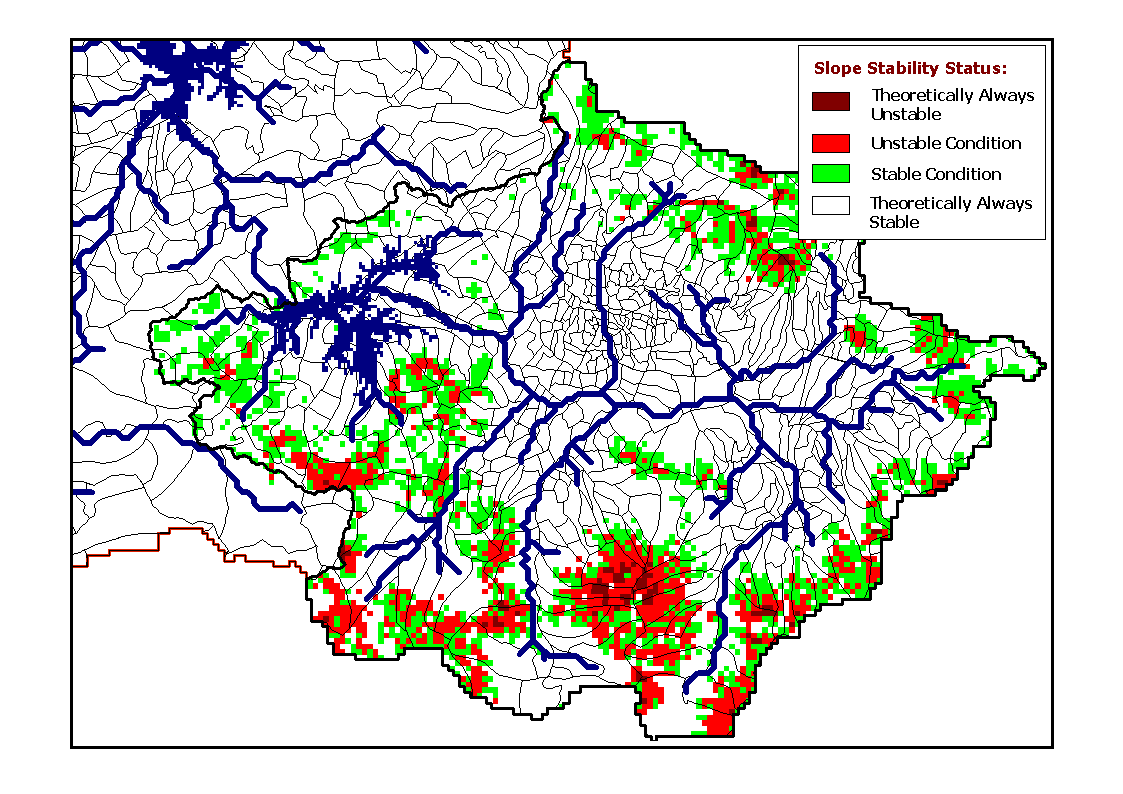 Slope Stability Status:
Theoretically Always
Unstable
Unstable Condition
Stable Condition
Theoretically Always
Stable